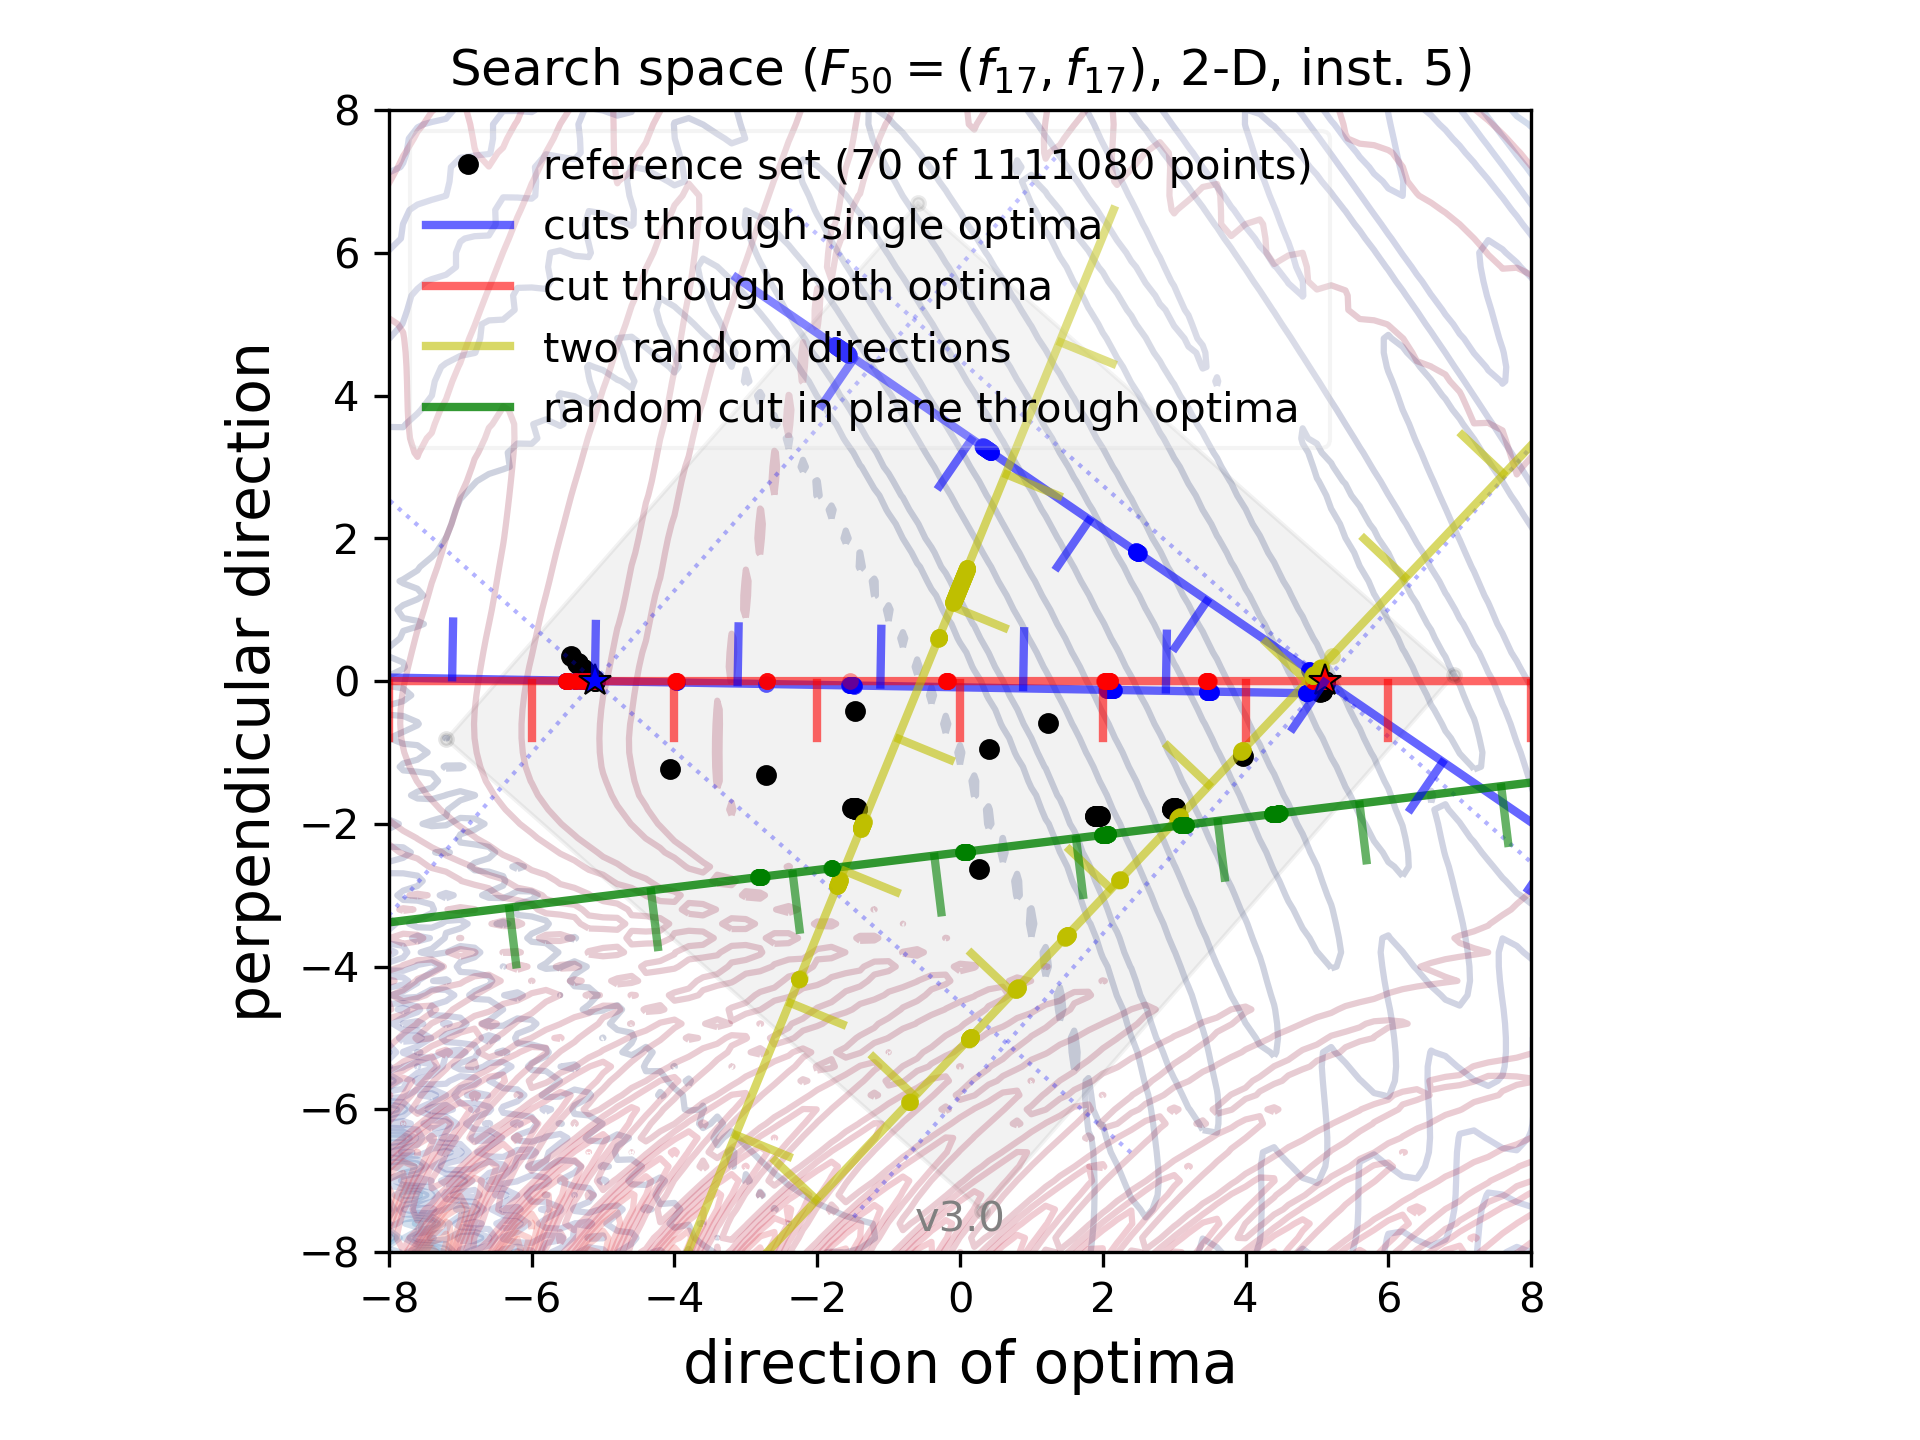 Search space (F₅₀ = (f₁₇, f₁₇), 2-D, inst. 5)
reference set (70 of 1111080 points)
cuts through single optima
cut through both optima
two random directions
random cut in plane through optima
perpendicular direction
8
6
4
2
0
−2
−4
−6
−8
v3.0
−8 −6 −4 −2 0 2 4 6 8
direction of optima